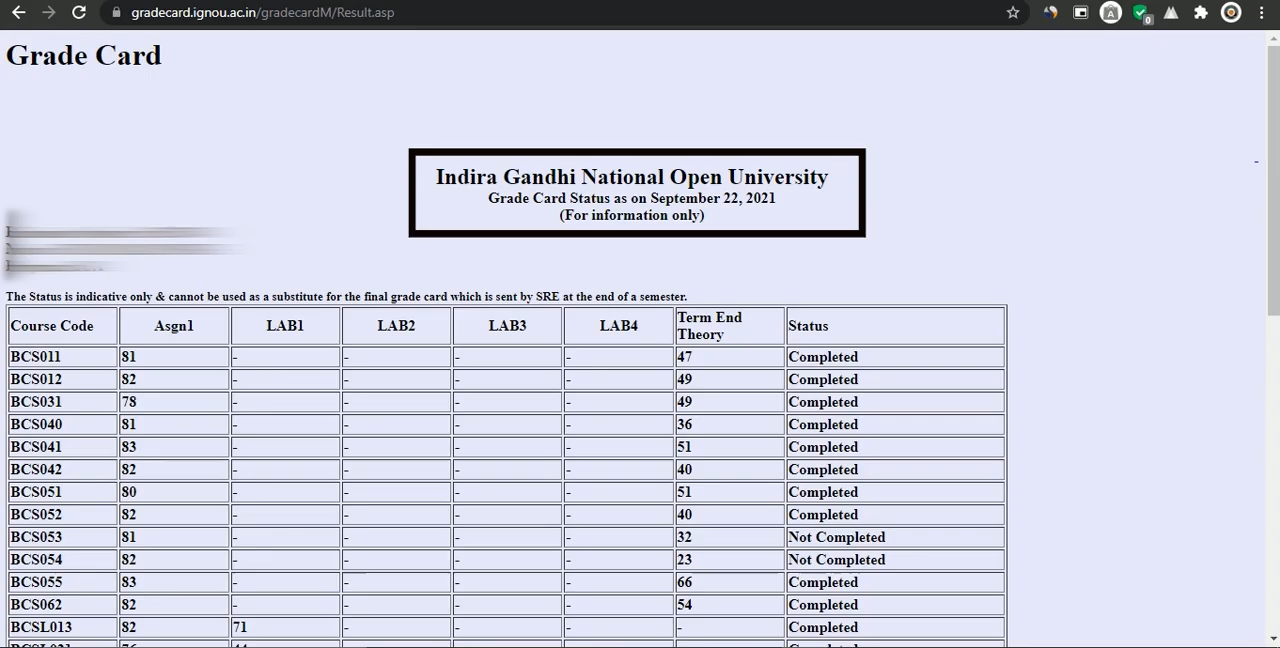 gradecard.ignou.ac.in/gradecardM/Result.asp
A
0
Grade Card
Indira Gandhi National Open University
Grade Card Status as on September 22, 2021
(For information only)
The Status is indicative only & cannot be used as a substitute for the final grade card which is sent by SRE at the end of a semester.
Course Code Asgn1 LAB1 LAB2 LAB3 LAB4 Term End Theory Status
BCS011 81 - - - - 47 Completed
BCS012 82 - - - - 49 Completed
BCS031 78 - - - - 49 Completed
BCS040 81 - - - - 36 Completed
BCS041 83 - - - - 51 Completed
BCS042 82 - - - - 40 Completed
BCS051 80 - - - - 51 Completed
BCS052 82 - - - - 40 Completed
BCS053 81 - - - - 32 Not Completed
BCS054 82 - - - - 23 Not Completed
BCS055 83 - - - - 66 Completed
BCS062 82 - - - - 54 Completed
BCSL013 82 71 - - - - Completed